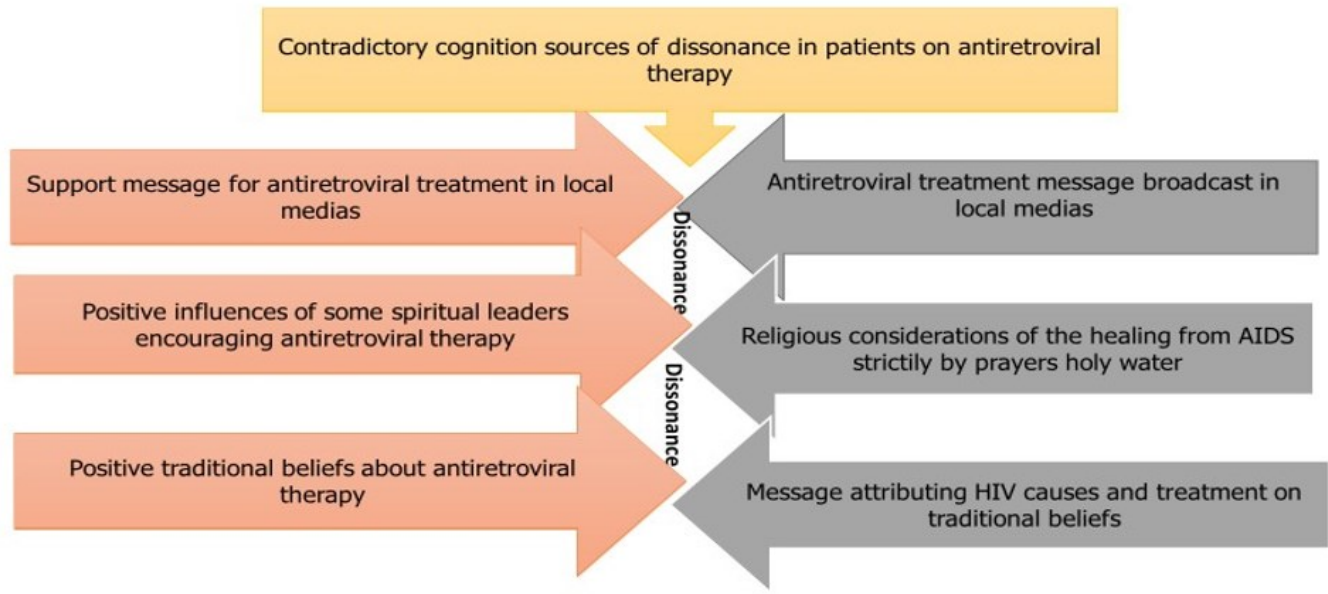 Contradictory cognition sources of dissonance in patients on antiretroviral
therapy
Support message for antiretroviral treatment in local
medias
Antiretroviral treatment message broadcast in
local medias
Dissonance
Positive influences of some spiritual leaders
encouraging antiretroviral therapy
Religious considerations of the healing from AIDS
strictily by prayers holy water
Dissonance
Positive traditional beliefs about antiretroviral
therapy
Message attributing HIV causes and treatment on
traditional beliefs